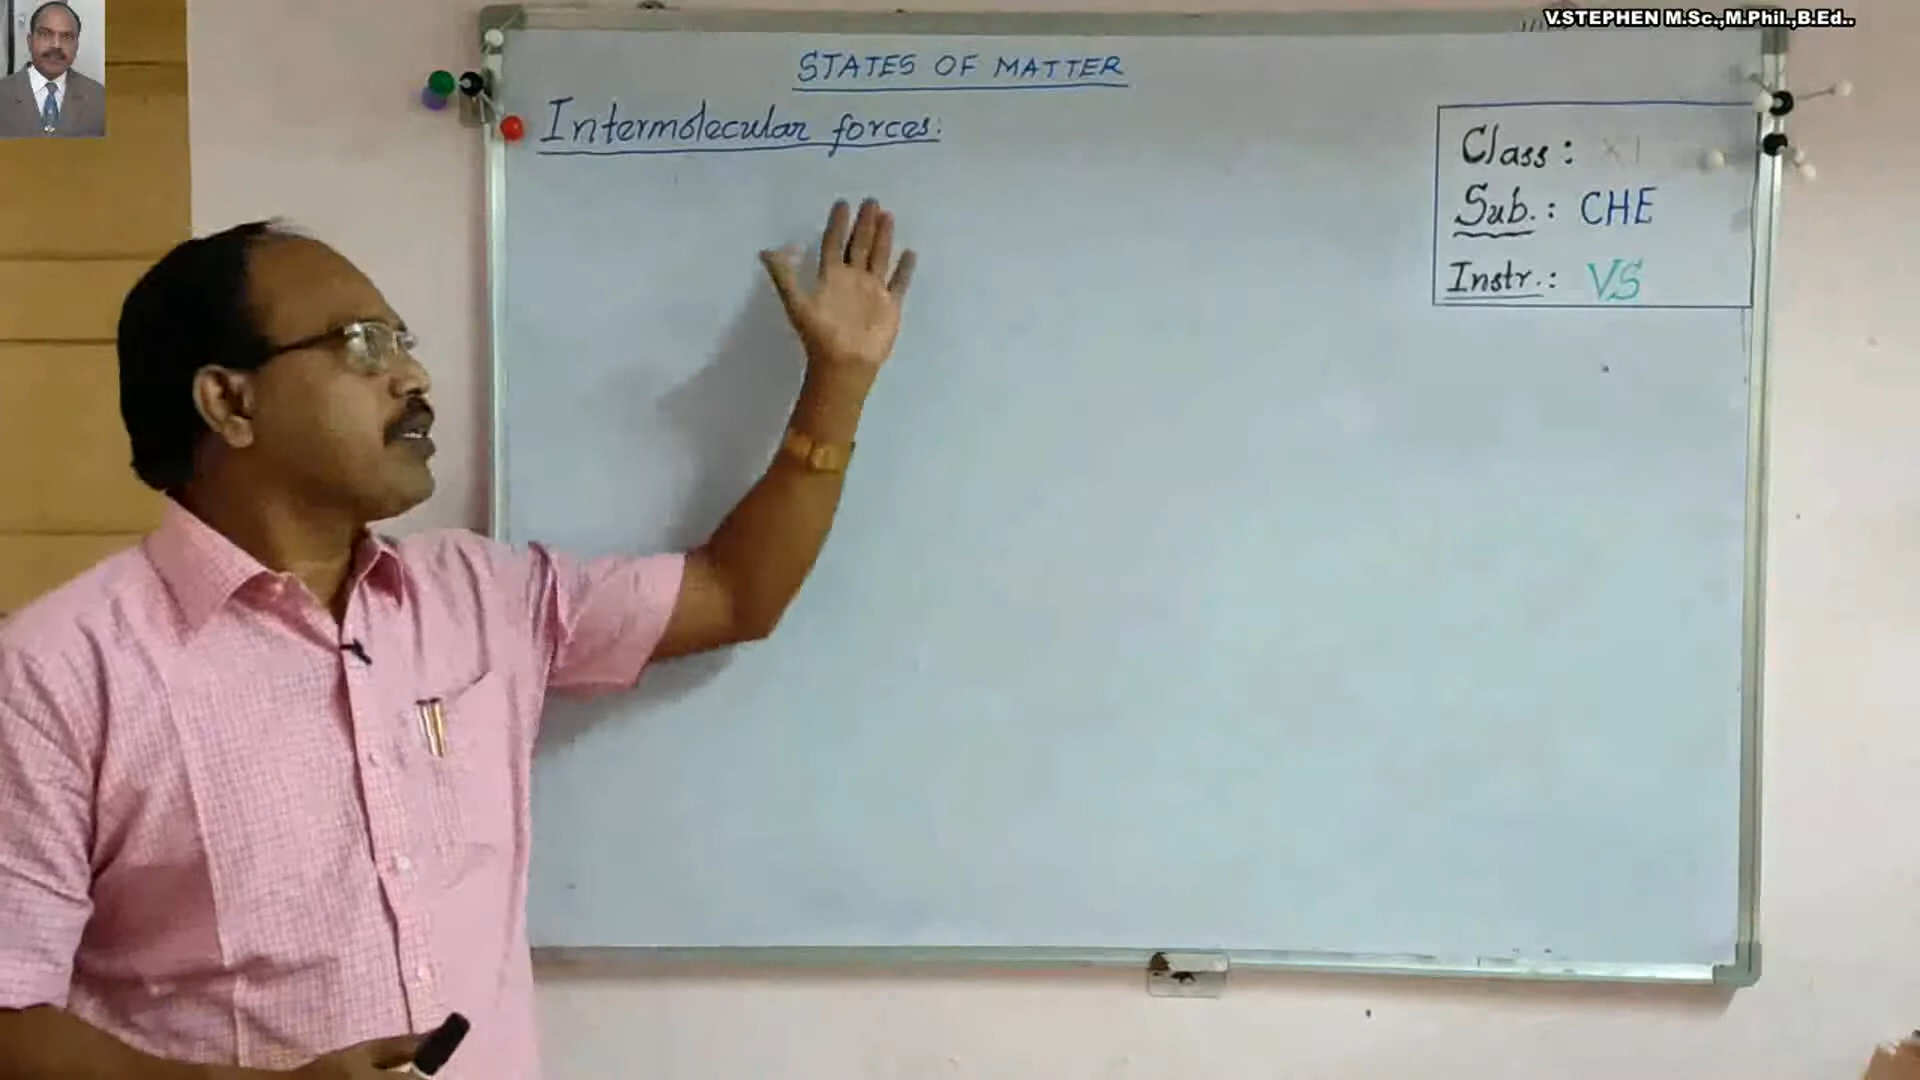 V.STEPHEN M.Sc.,M.Phil.,B.Ed..
STATES OF MATTER
Intermolecular forces:
Class: XI
Sub.: CHE
Instr.: VS